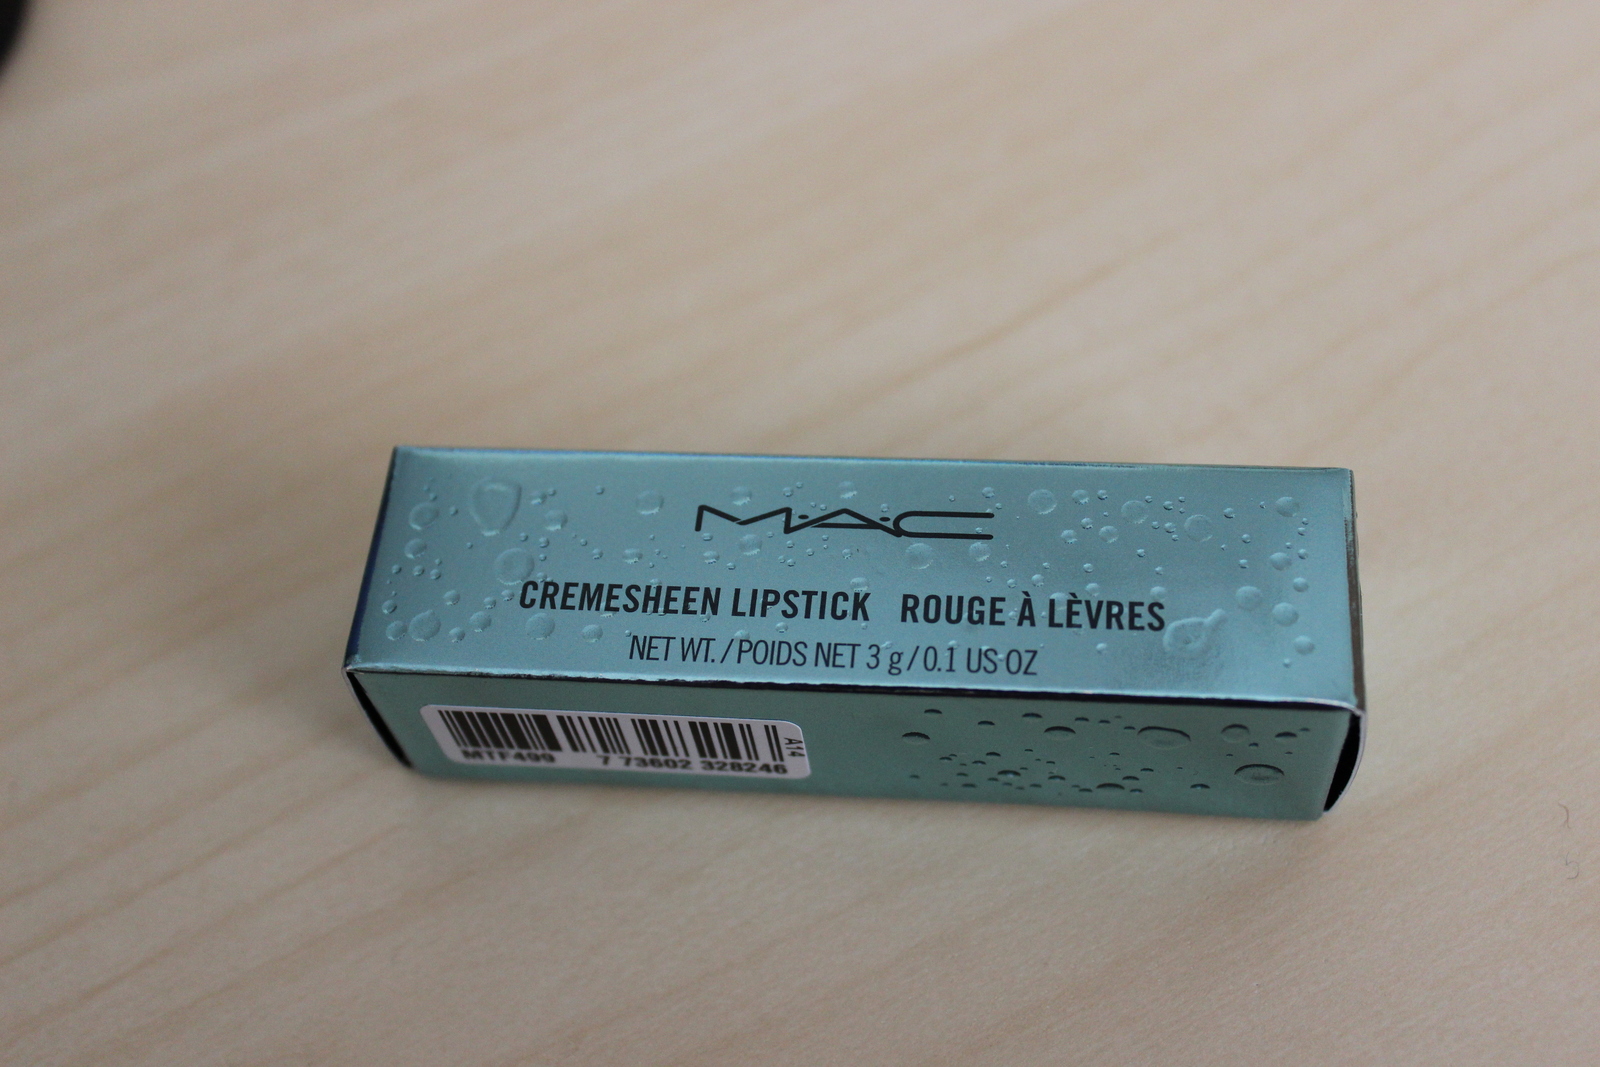 M·A·C
CREMESHEEN LIPSTICK ROUGE À LÈVRES
NET WT. / POIDS NET 3 g / 0.1 US OZ
A14
MTF499 7 73602 328246